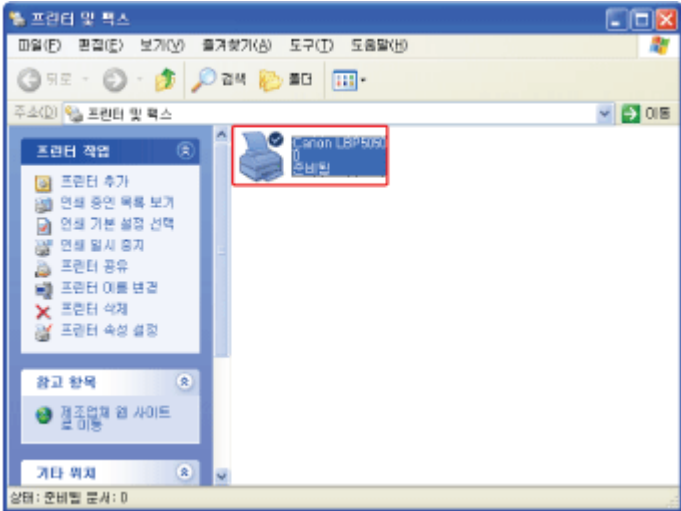 프린터 및 팩스
파일(F) 편집(E) 보기(V) 즐겨찾기(A) 도구(T) 도움말(H)
뒤로 검색 폴더
주소(D) 프린터 및 팩스 이동
프린터 작업
프린터 추가
인쇄 중인 목록 보기
인쇄 기본 설정 선택
인쇄 일시 중지
프린터 공유
프린터 이름 변경
프린터 삭제
프린터 속성 설정
참고 항목
제조업체 웹 사이트
로 이동
기타 위치
Canon LBP5050
0
준비됨
상태: 준비됨 문서: 0